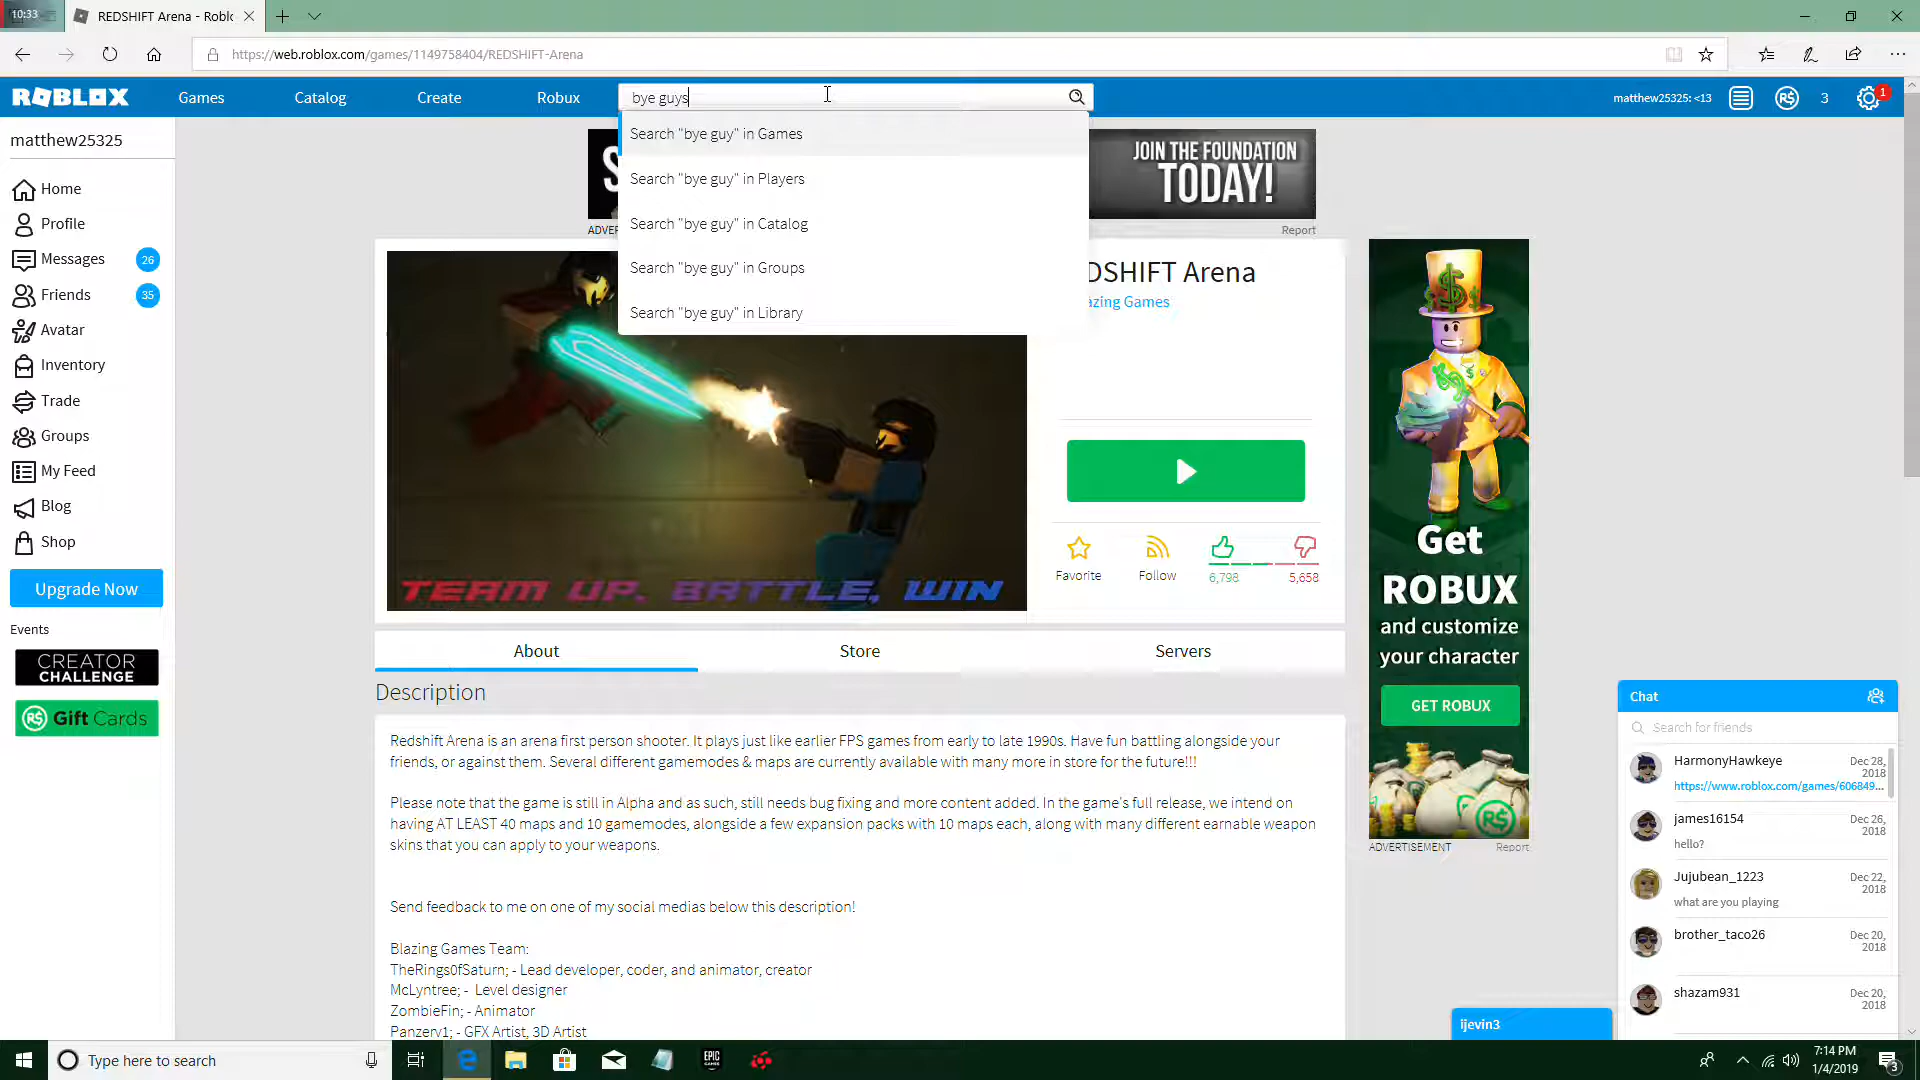 10:33
REDSHIFT Arena - Roblo
https://web.roblox.com/games/1149758404/REDSHIFT-Arena
ROBLOX
Games
Catalog
Create
Robux
bye guys
matthew25325: <13
3
1
matthew25325
Home
Profile
Messages
26
Friends
35
Avatar
Inventory
Trade
Groups
My Feed
Blog
Shop
Upgrade Now
Events
CREATOR
CHALLENGE
Gift Cards
Search "bye guy" in Games
Search "bye guy" in Players
Search "bye guy" in Catalog
Search "bye guy" in Groups
Search "bye guy" in Library
S
JOIN THE FOUNDATION
TODAY!
ADVER
Report
DSHIFT Arena
azing Games
TEAM UP. BATTLE, WIN
Favorite
Follow
6,798
5,658
About
Store
Servers
Description
Redshift Arena is an arena first person shooter. It plays just like earlier FPS games from early to late 1990s. Have fun battling alongside your
friends, or against them. Several different gamemodes & maps are currently available with many more in store for the future!!!
Please note that the game is still in Alpha and as such, still needs bug fixing and more content added. In the game's full release, we intend on
having AT LEAST 40 maps and 10 gamemodes, alongside a few expansion packs with 10 maps each, along with many different earnable weapon
skins that you can apply to your weapons.
Send feedback to me on one of my social medias below this description!
Blazing Games Team:
TheRings0fSaturn; - Lead developer, coder, and animator, creator
McLyntree; - Level designer
ZombieFin; - Animator
Panzerv1; - GFX Artist, 3D Artist
Get
ROBUX
and customize
your character
GET ROBUX
R$
ADVERTISEMENT
Report
Chat
Search for friends
HarmonyHawkeye
Dec 28,
2018
https://www.roblox.com/games/606849...
james16154
Dec 26,
2018
hello?
Jujubean_1223
Dec 22,
2018
what are you playing
brother_taco26
Dec 20,
2018
shazam931
Dec 20,
2018
ijevin3
Type here to search
EPIC
GAMES
7:14 PM
1/4/2019
3